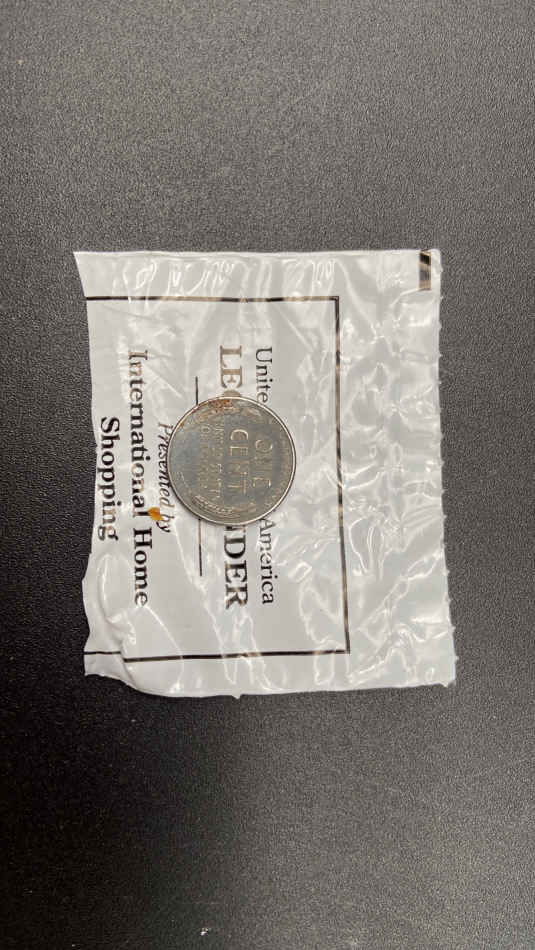 Unite America
LE DER
Presented by
International Home
Shopping
ONE
CENT